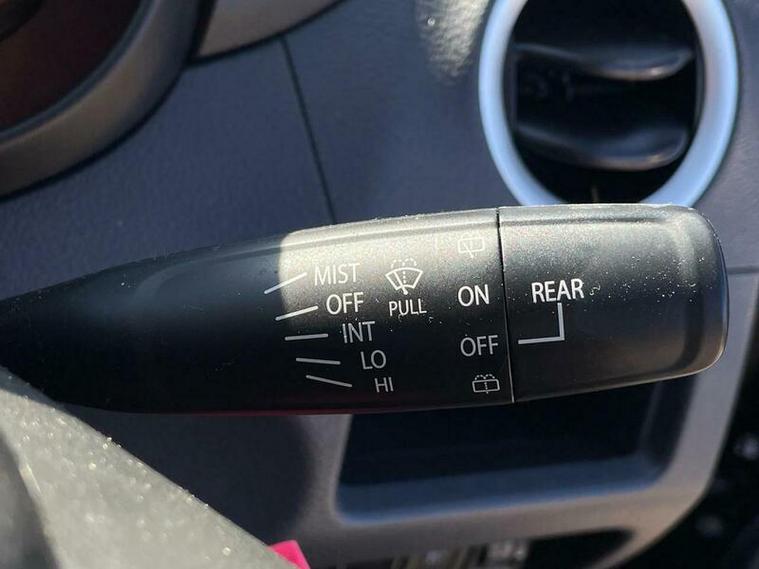 MIST
OFF
INT
LO
HI
PULL
ON
OFF
REAR